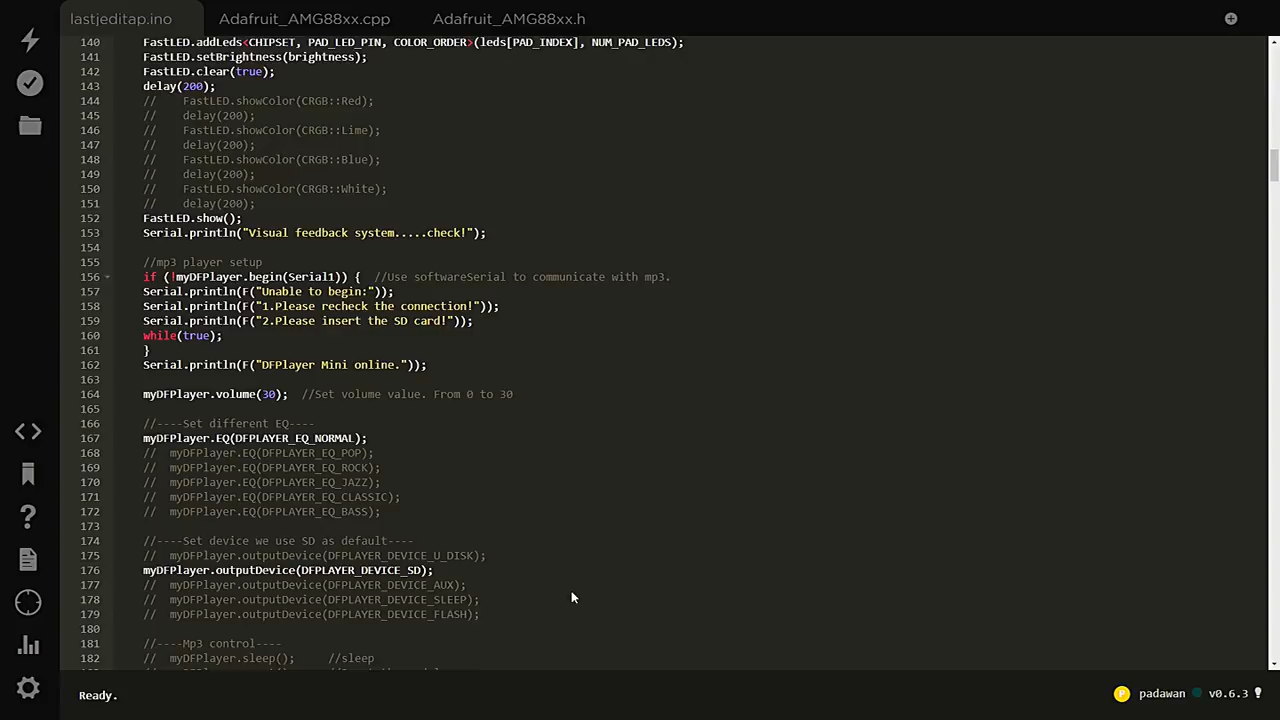 lastjeditap.ino Adafruit_AMG88xx.cpp Adafruit_AMG88xx.h
140 FastLED.addLeds<CHIPSET, PAD_LED_PIN, COLOR_ORDER>(leds[PAD_INDEX], NUM_PAD_LEDS);
141 FastLED.setBrightness(brightness);
142 FastLED.clear(true);
143 delay(200);
144 // FastLED.showColor(CRGB::Red);
145 // delay(200);
146 // FastLED.showColor(CRGB::Lime);
147 // delay(200);
148 // FastLED.showColor(CRGB::Blue);
149 // delay(200);
150 // FastLED.showColor(CRGB::White);
151 // delay(200);
152 FastLED.show();
153 Serial.println("Visual feedback system.....check!");
154
155 //mp3 player setup
156 if (!myDFPlayer.begin(Serial1)) { //Use softwareSerial to communicate with mp3.
157 Serial.println(F("Unable to begin:"));
158 Serial.println(F("1.Please recheck the connection!"));
159 Serial.println(F("2.Please insert the SD card!"));
160 while(true);
161 }
162 Serial.println(F("DFPlayer Mini online."));
163
164 myDFPlayer.volume(30); //Set volume value. From 0 to 30
165
166 //----Set different EQ----
167 myDFPlayer.EQ(DFPLAYER_EQ_NORMAL);
168 // myDFPlayer.EQ(DFPLAYER_EQ_POP);
169 // myDFPlayer.EQ(DFPLAYER_EQ_ROCK);
170 // myDFPlayer.EQ(DFPLAYER_EQ_JAZZ);
171 // myDFPlayer.EQ(DFPLAYER_EQ_CLASSIC);
172 // myDFPlayer.EQ(DFPLAYER_EQ_BASS);
173
174 //----Set device we use SD as default----
175 // myDFPlayer.outputDevice(DFPLAYER_DEVICE_U_DISK);
176 myDFPlayer.outputDevice(DFPLAYER_DEVICE_SD);
177 // myDFPlayer.outputDevice(DFPLAYER_DEVICE_AUX);
178 // myDFPlayer.outputDevice(DFPLAYER_DEVICE_SLEEP);
179 // myDFPlayer.outputDevice(DFPLAYER_DEVICE_FLASH);
180
181 //----Mp3 control----
182 // myDFPlayer.sleep(); //sleep
Ready. P padawan v0.6.3